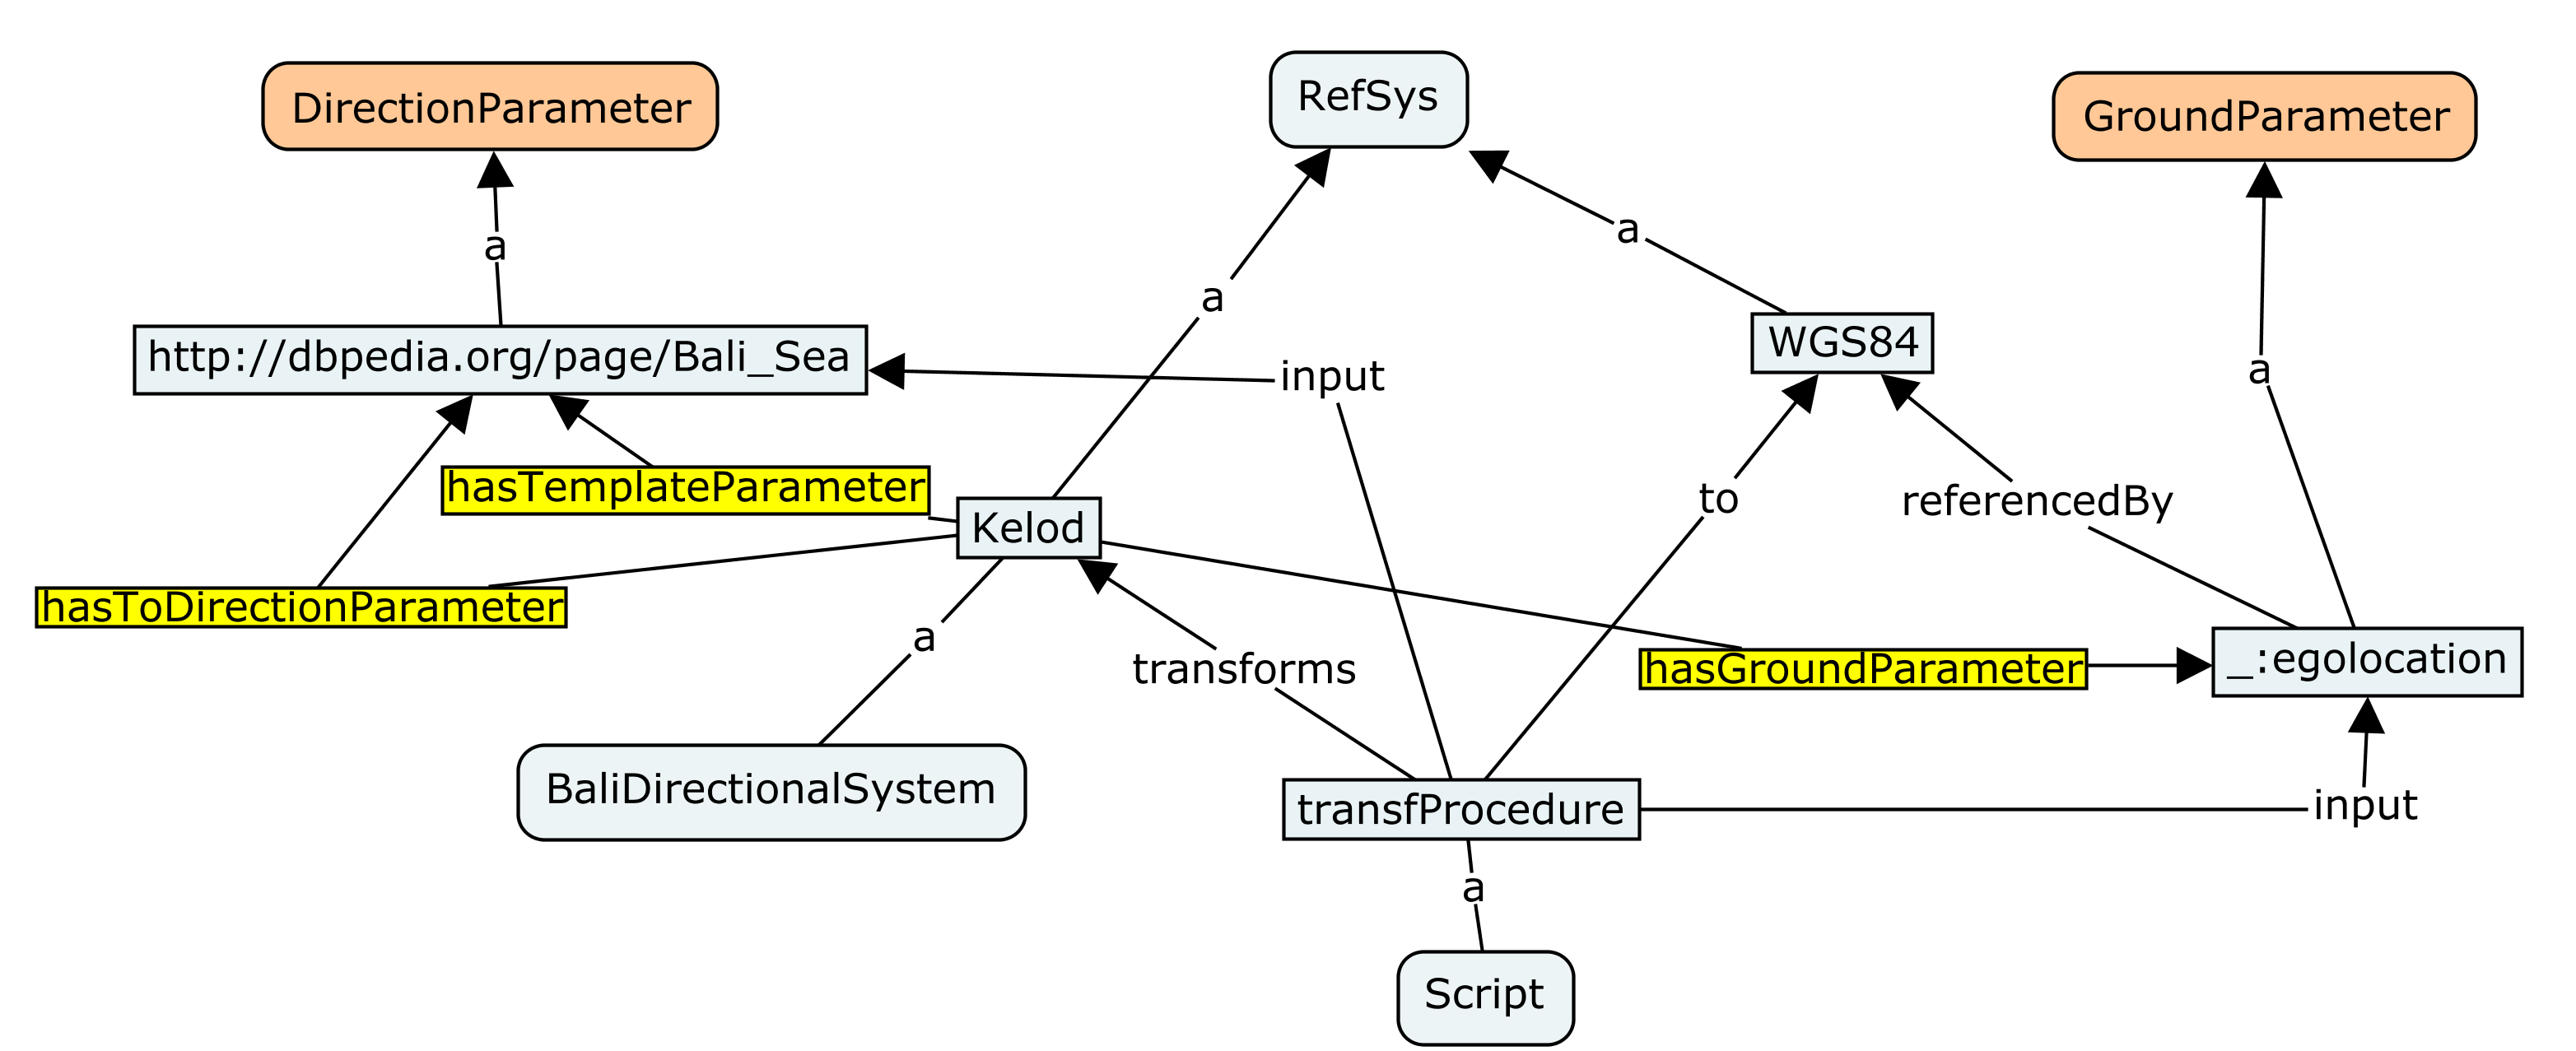 DirectionParameter
RefSys
GroundParameter
a
a
a
http://dbpedia.org/page/Bali_Sea
input
WGS84
a
hasTemplateParameter
Kelod
to
referencedBy
hasToDirectionParameter
a
transforms
hasGroundParameter
_:egolocation
BaliDirectionalSystem
transfProcedure
input
a
Script